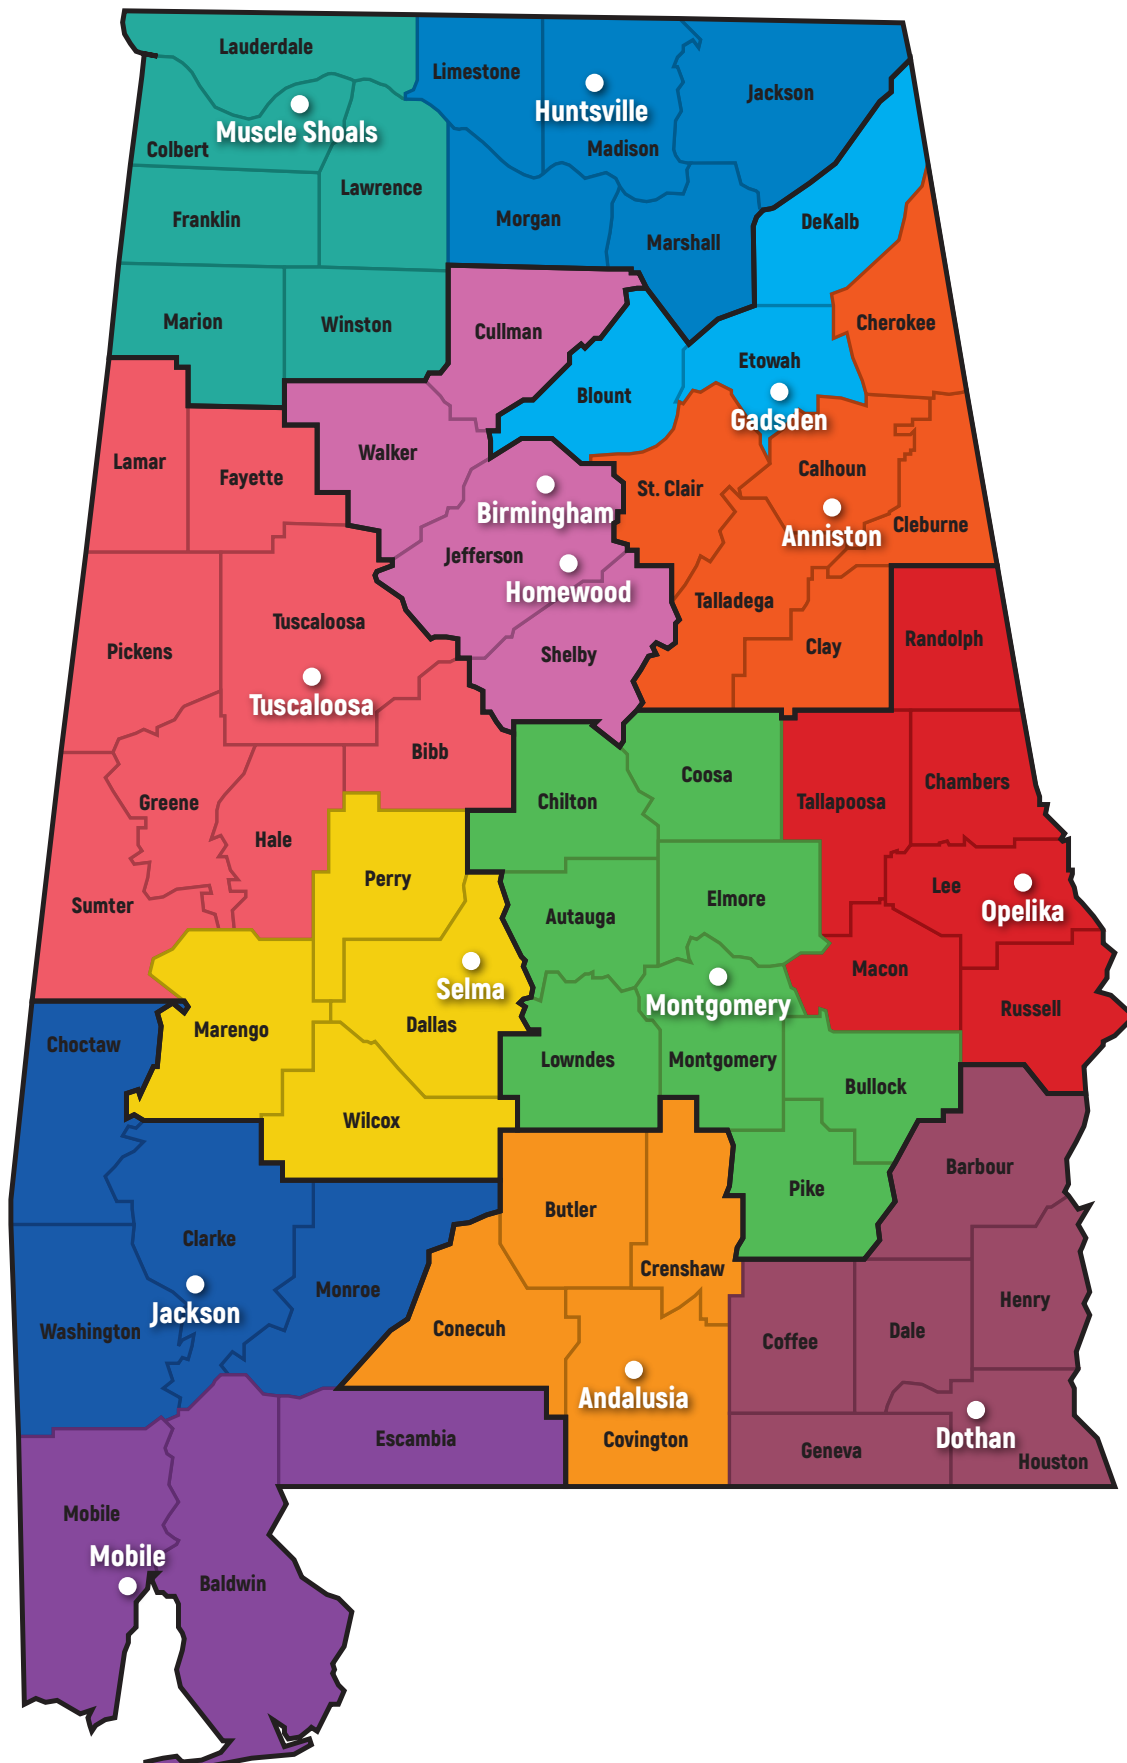 Lauderdale
Limestone
Huntsville
Jackson
Muscle Shoals
Colbert
Madison
Lawrence
Franklin
Morgan
Marshall
DeKalb
Marion
Winston
Cullman
Cherokee
Etowah
Blount
Gadsden
Walker
Lamar
Fayette
St. Clair
Calhoun
Birmingham
Anniston
Cleburne
Jefferson
Homewood
Talladega
Tuscaloosa
Pickens
Shelby
Clay
Randolph
Tuscaloosa
Bibb
Coosa
Chambers
Greene
Chilton
Tallapoosa
Hale
Perry
Lee
Sumter
Autauga
Elmore
Opelika
Macon
Selma
Montgomery
Russell
Choctaw
Marengo
Dallas
Lowndes
Montgomery
Bullock
Wilcox
Barbour
Pike
Butler
Clarke
Crenshaw
Monroe
Henry
Jackson
Washington
Conecuh
Coffee
Dale
Andalusia
Escambia
Covington
Geneva
Dothan
Houston
Mobile
Mobile
Baldwin